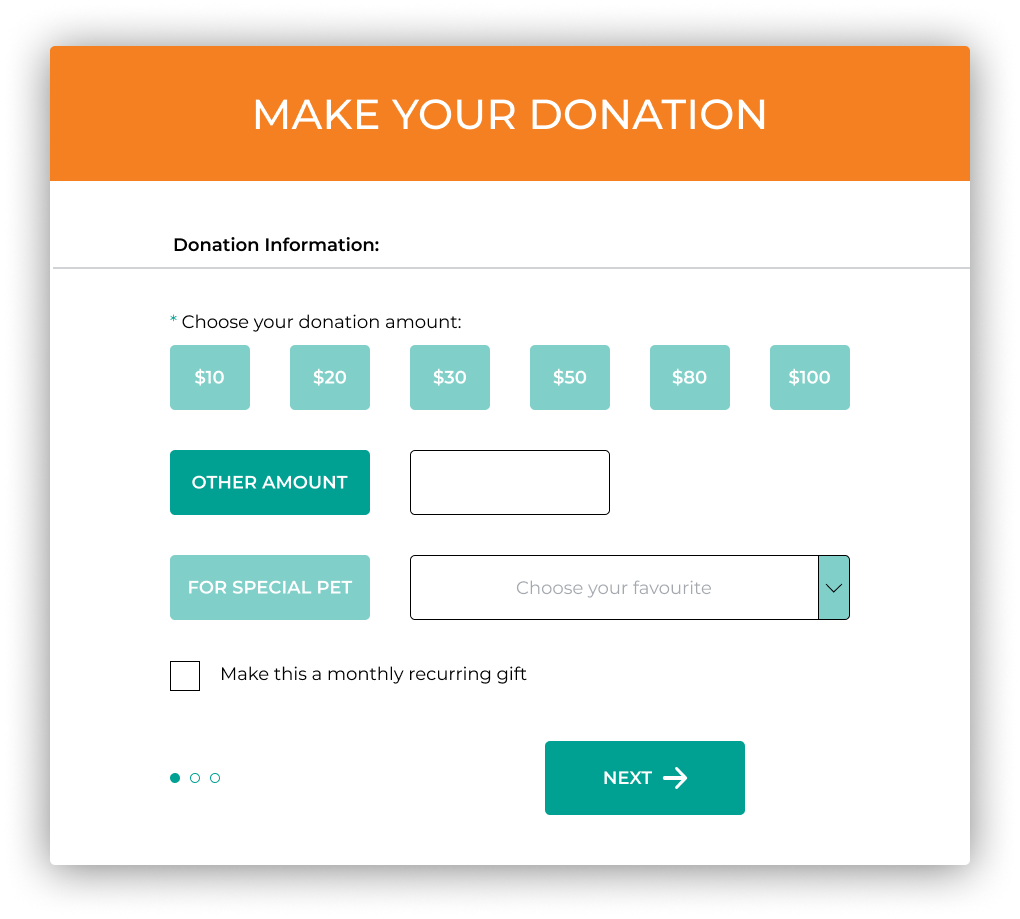 MAKE YOUR DONATION
Donation Information:
* Choose your donation amount:
$10 $20 $30 $50 $80 $100
OTHER AMOUNT
FOR SPECIAL PET Choose your favourite
Make this a monthly recurring gift
NEXT